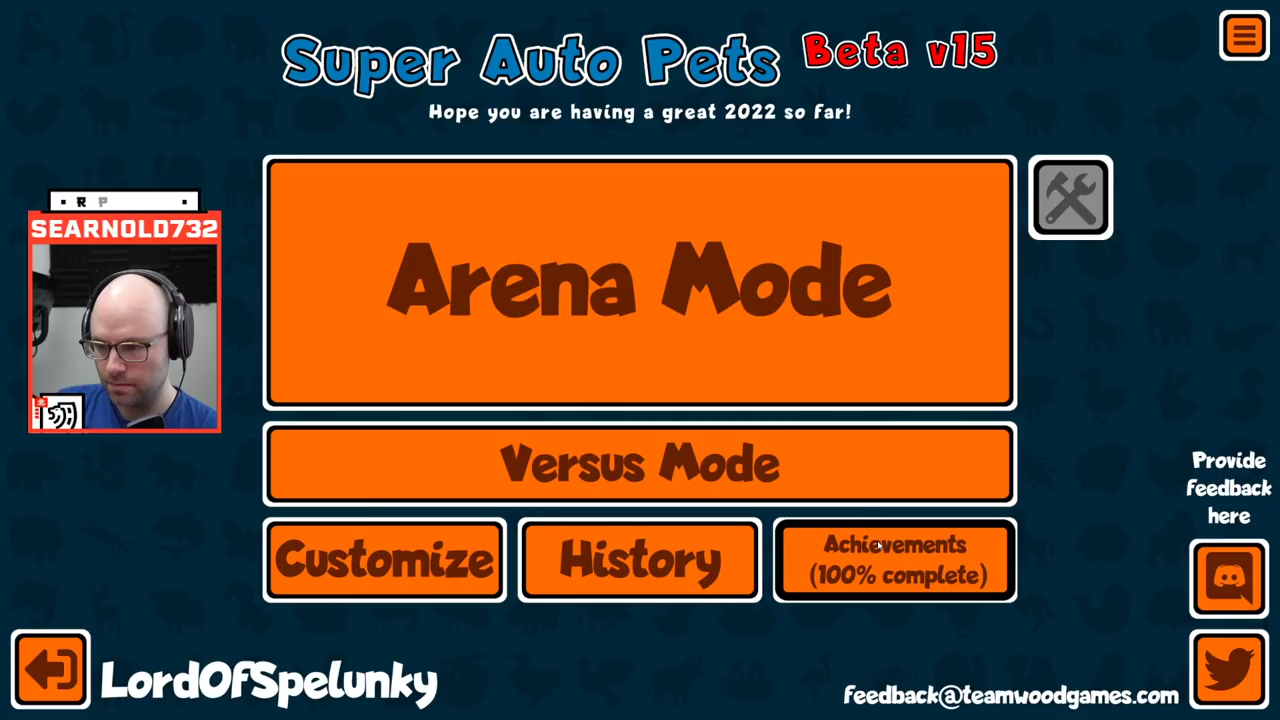 Super Auto Pets Beta v15
Hope you are having a great 2022 so far!
R P
SEARNOLD732
Arena Mode
Versus Mode
Provide
feedback
here
Customize
History
Achievements
(100% complete)
LordOfSpelunky
feedback@teamwoodgames.com